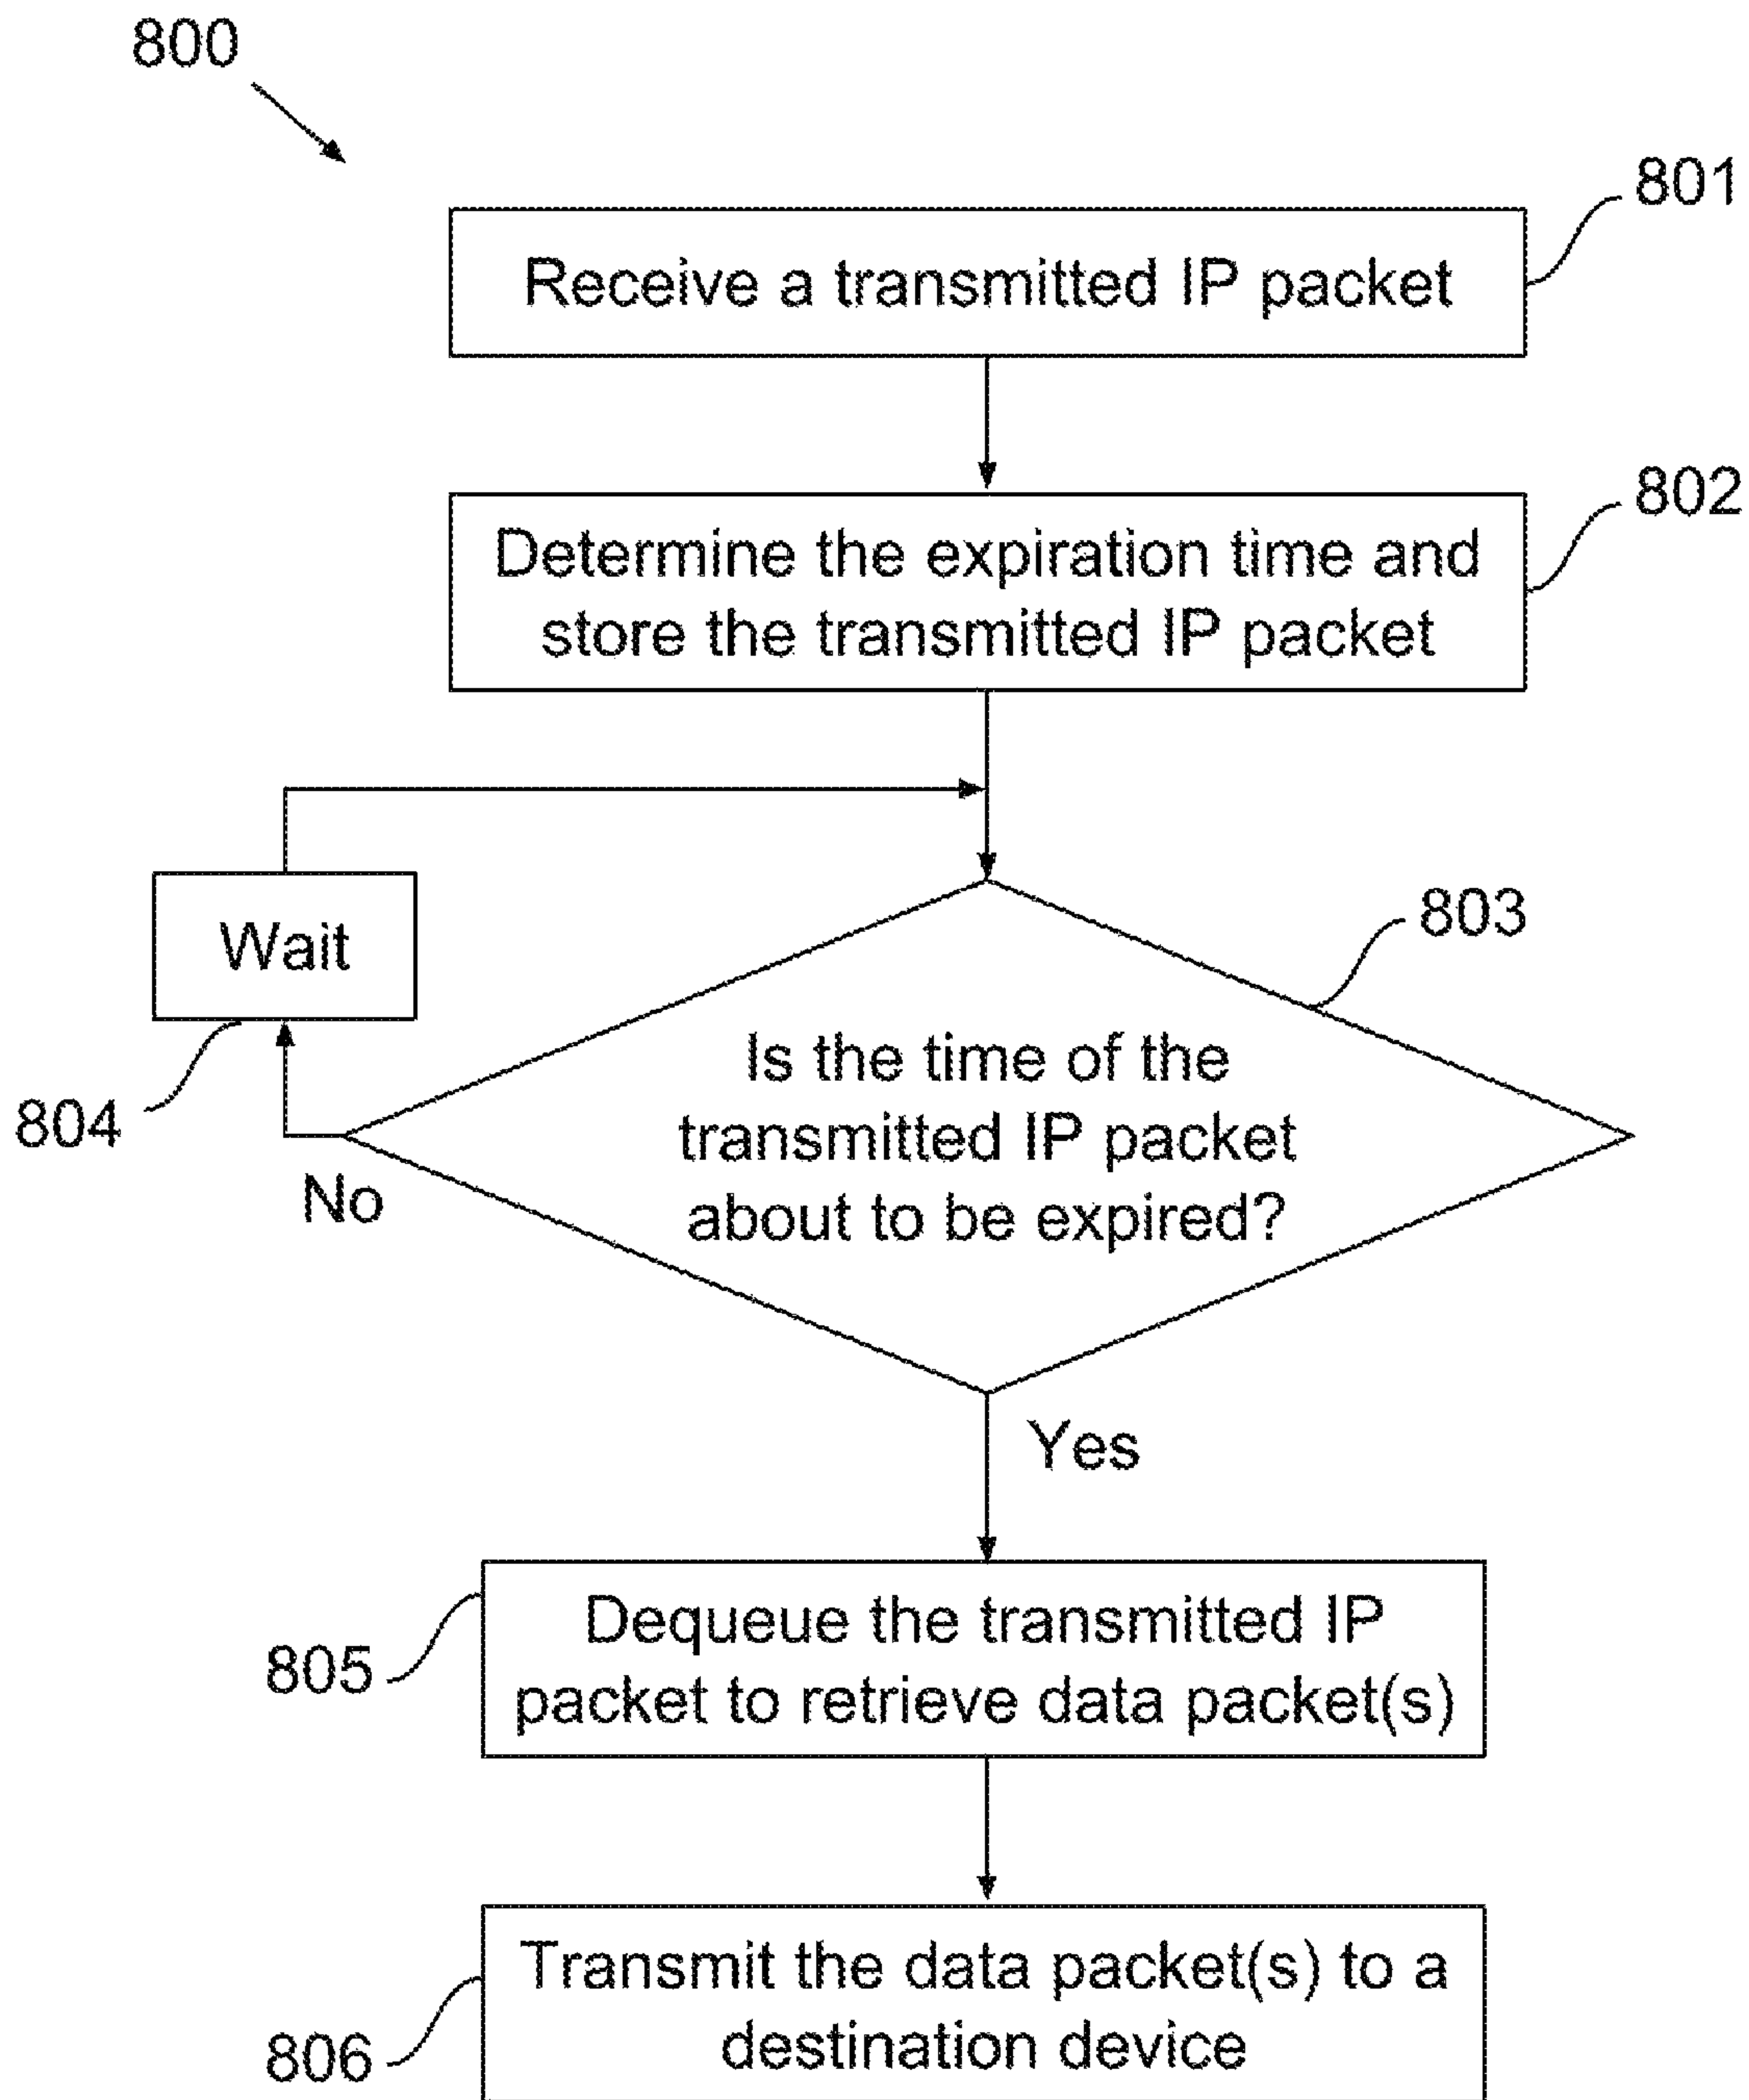 800
801
Receive a transmitted IP packet
802
Determine the expiration time and
store the transmitted IP packet
Wait
803
804
No
Is the time of the
transmitted IP packet
about to be expired?
Yes
805
Dequeue the transmitted IP
packet to retrieve data packet(s)
806
Transmit the data packet(s) to a
destination device